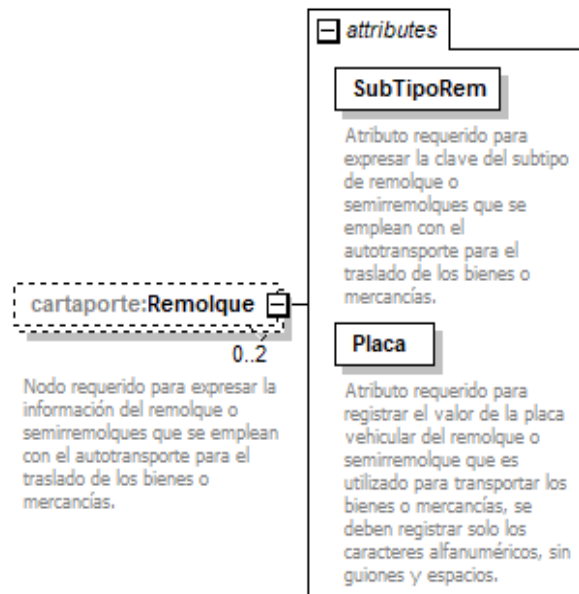 attributes
SubTipoRem
Atributo requerido para
expresar la clave del subtipo
de remolque o
semirremolques que se
emplean con el
autotransporte para el
traslado de los bienes o
mercancías.
cartaporte:Remolque
0..2
Nodo requerido para expresar la
información del remolque o
semirremolques que se emplean
con el autotransporte para el
traslado de los bienes o
mercancías.
Placa
Atributo requerido para
registrar el valor de la placa
vehicular del remolque o
semirremolque que es
utilizado para transportar los
bienes o mercancías, se
deben registrar solo los
caracteres alfanuméricos, sin
guiones y espacios.